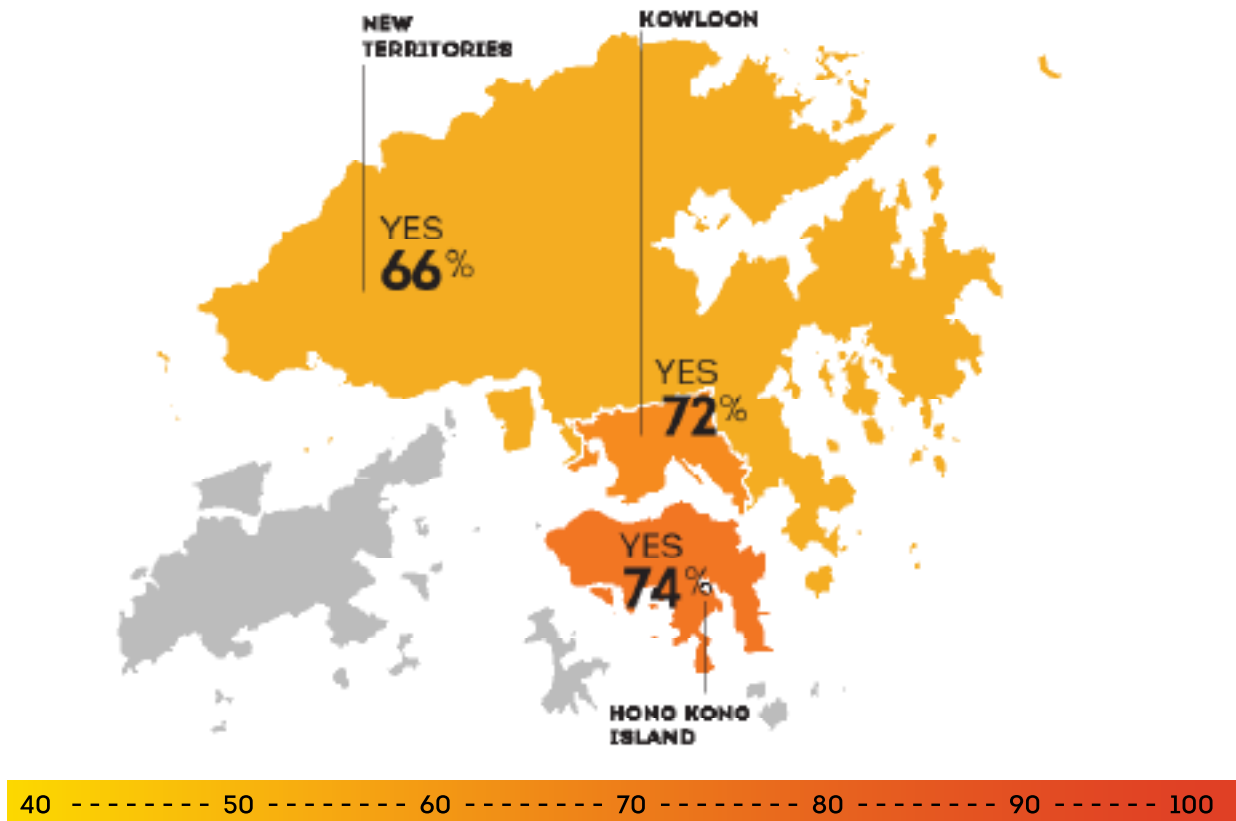 NEW
TERRITORIES
KOWLOON
YES
66%
YES
72%
YES
74%
HONG KONG
ISLAND
40 - - - - - - - - 50 - - - - - - - - 60 - - - - - - - - 70 - - - - - - - - 80 - - - - - - - - 90 - - - - - - 100